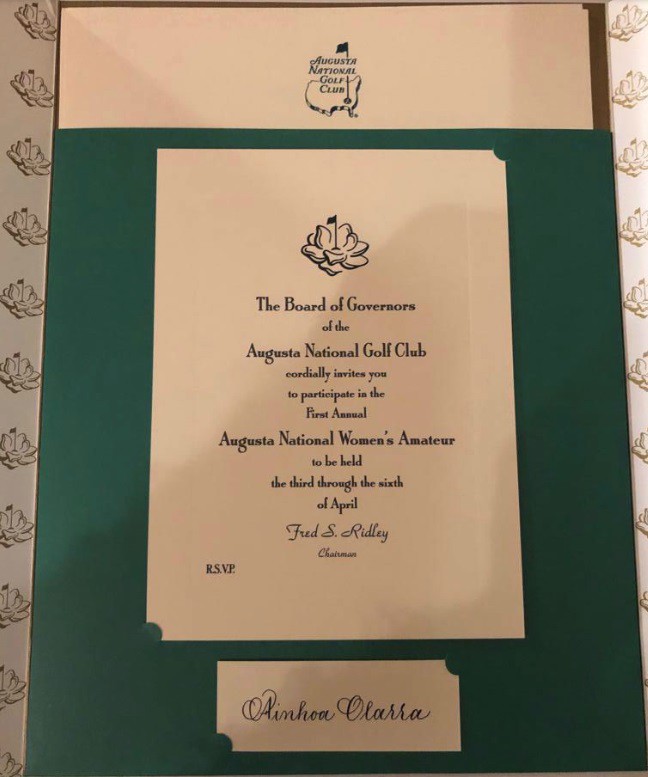 AUGUSTA
NATIONAL
GOLF
CLUB
The Board of Governors
of the
Augusta National Golf Club
cordially invites you
to participate in the
First Annual
Augusta National Women's Amateur
to be held
the third through the sixth
of April
Fred S. Ridley
Chairman
R.S.V.P.
Ainhoa Olarra